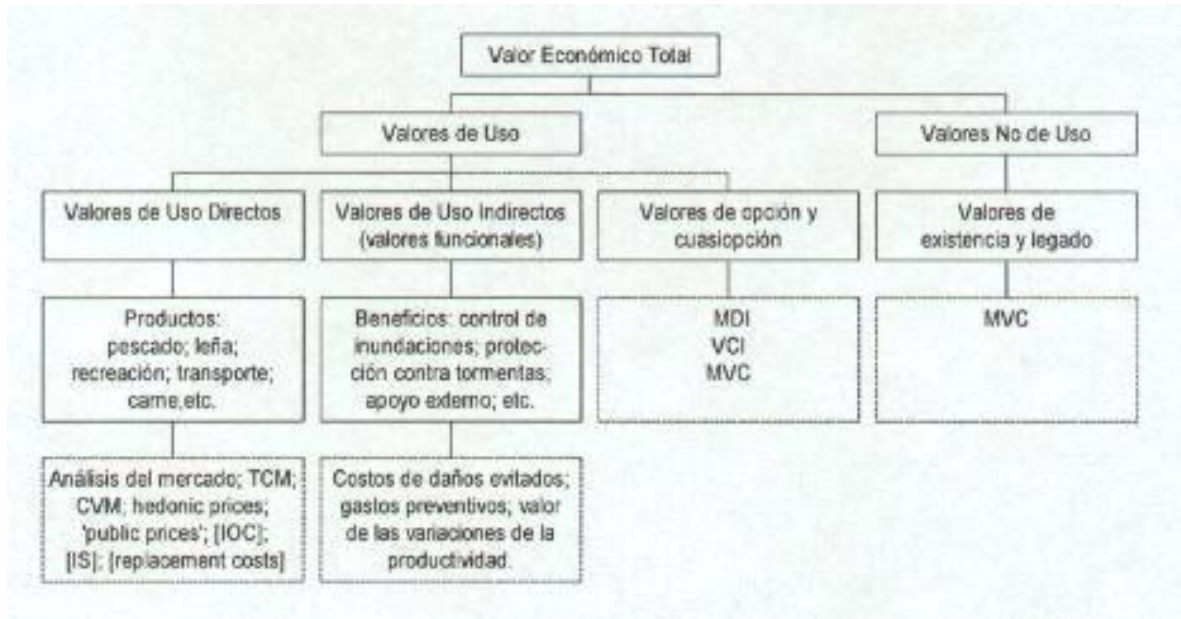 Valor Económico Total
Valores de Uso
Valores No de Uso
Valores de Uso Directos
Valores de Uso Indirectos
(valores funcionales)
Valores de opción y
cuasiopción
Valores de
existencia y legado
Productos:
pescado; leña;
recreación; transporte;
carne,etc.
Beneficios: control de
inundaciones; protec-
ción contra tormentas;
apoyo externo; etc.
MDI
VCI
MVC
MVC
Análisis del mercado; TCM;
CVM; hedonic prices;
'public prices'; [IOC];
[IS]; [replacement costs]
Costos de daños evitados;
gastos preventivos; valor
de las variaciones de la
productividad.